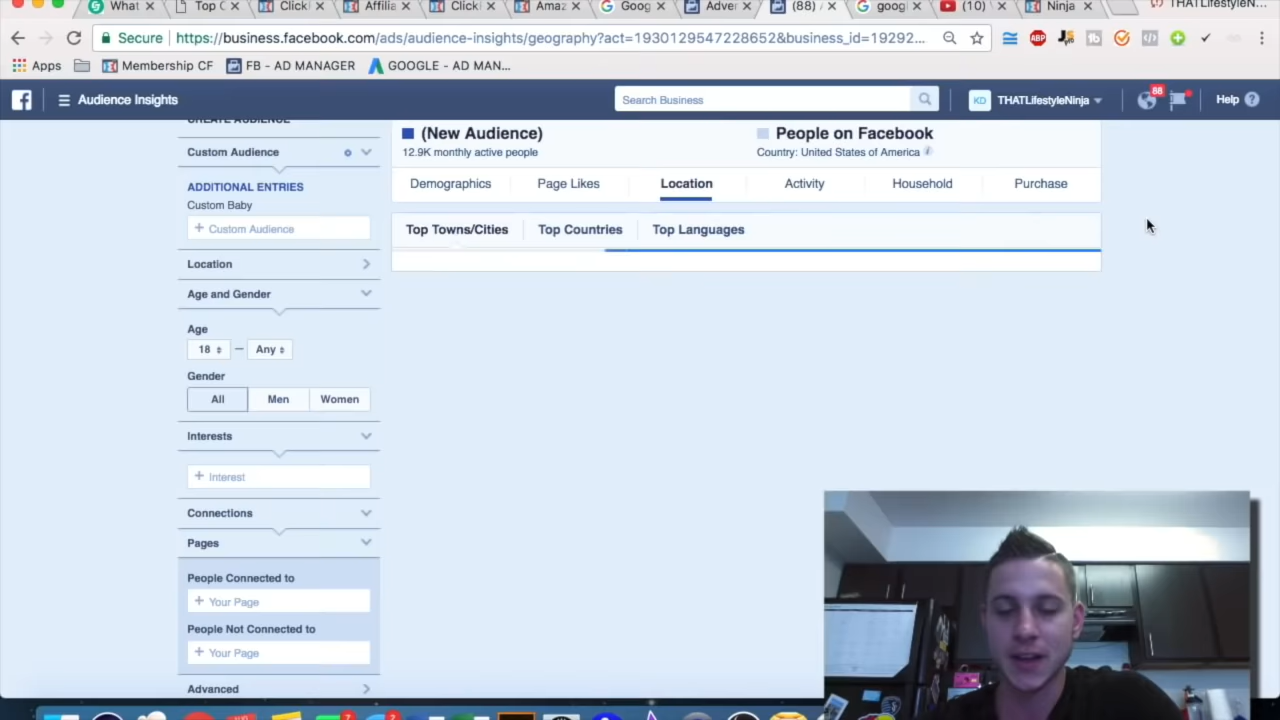 What
Top C
Click
Affilia
Click
Amaz
Goog
Adver
(88) /
googl
(10)
Ninja
THATLifestyleN...
Secure https://business.facebook.com/ads/audience-insights/geography?act=1930129547228652&business_id=19292...
Apps Membership CF FB - AD MANAGER GOOGLE - AD MAN...
Audience Insights
Search Business
KD THATLifestyleNinja
88
Help
CREATE AUDIENCE
Custom Audience
ADDITIONAL ENTRIES
Custom Baby
+ Custom Audience
Location
Age and Gender
Age
18 – Any
Gender
All Men Women
Interests
+ Interest
Connections
Pages
People Connected to
+ Your Page
People Not Connected to
+ Your Page
Advanced
(New Audience)
12.9K monthly active people
People on Facebook
Country: United States of America
Demographics Page Likes Location Activity Household Purchase
Top Towns/Cities Top Countries Top Languages